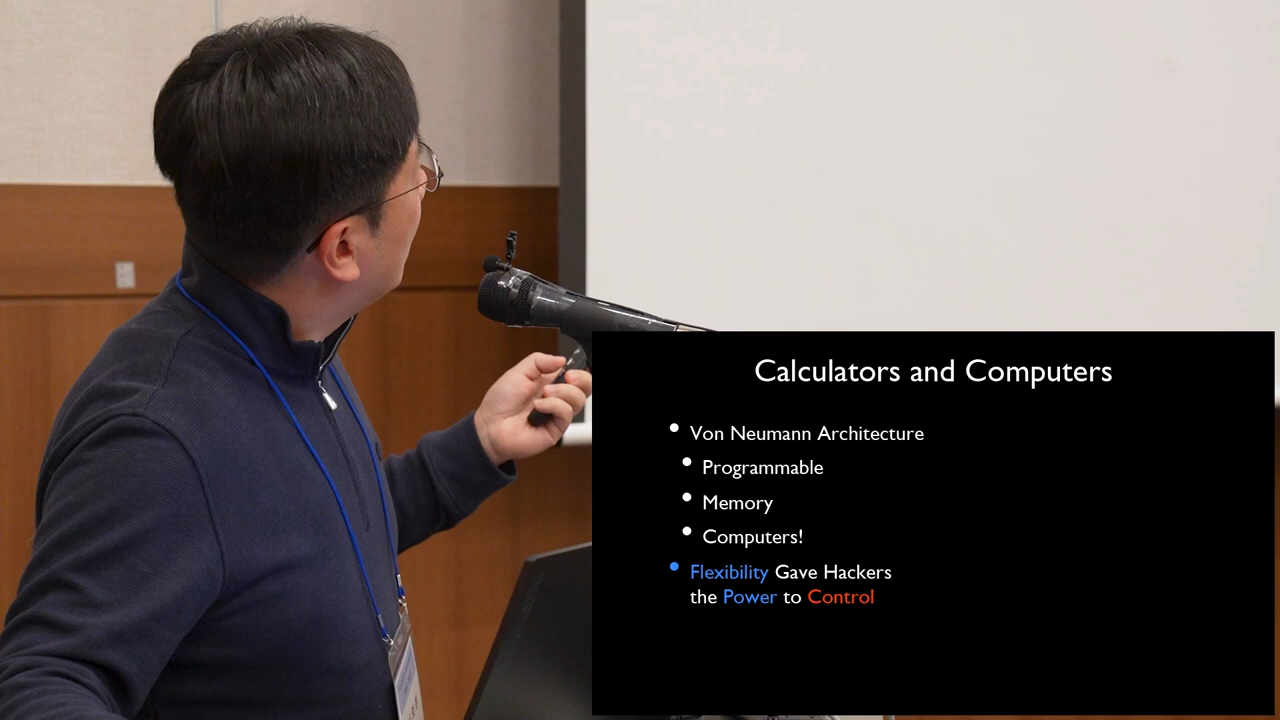 Calculators and Computers
• Von Neumann Architecture
• Programmable
• Memory
• Computers!
• Flexibility Gave Hackers
the Power to Control